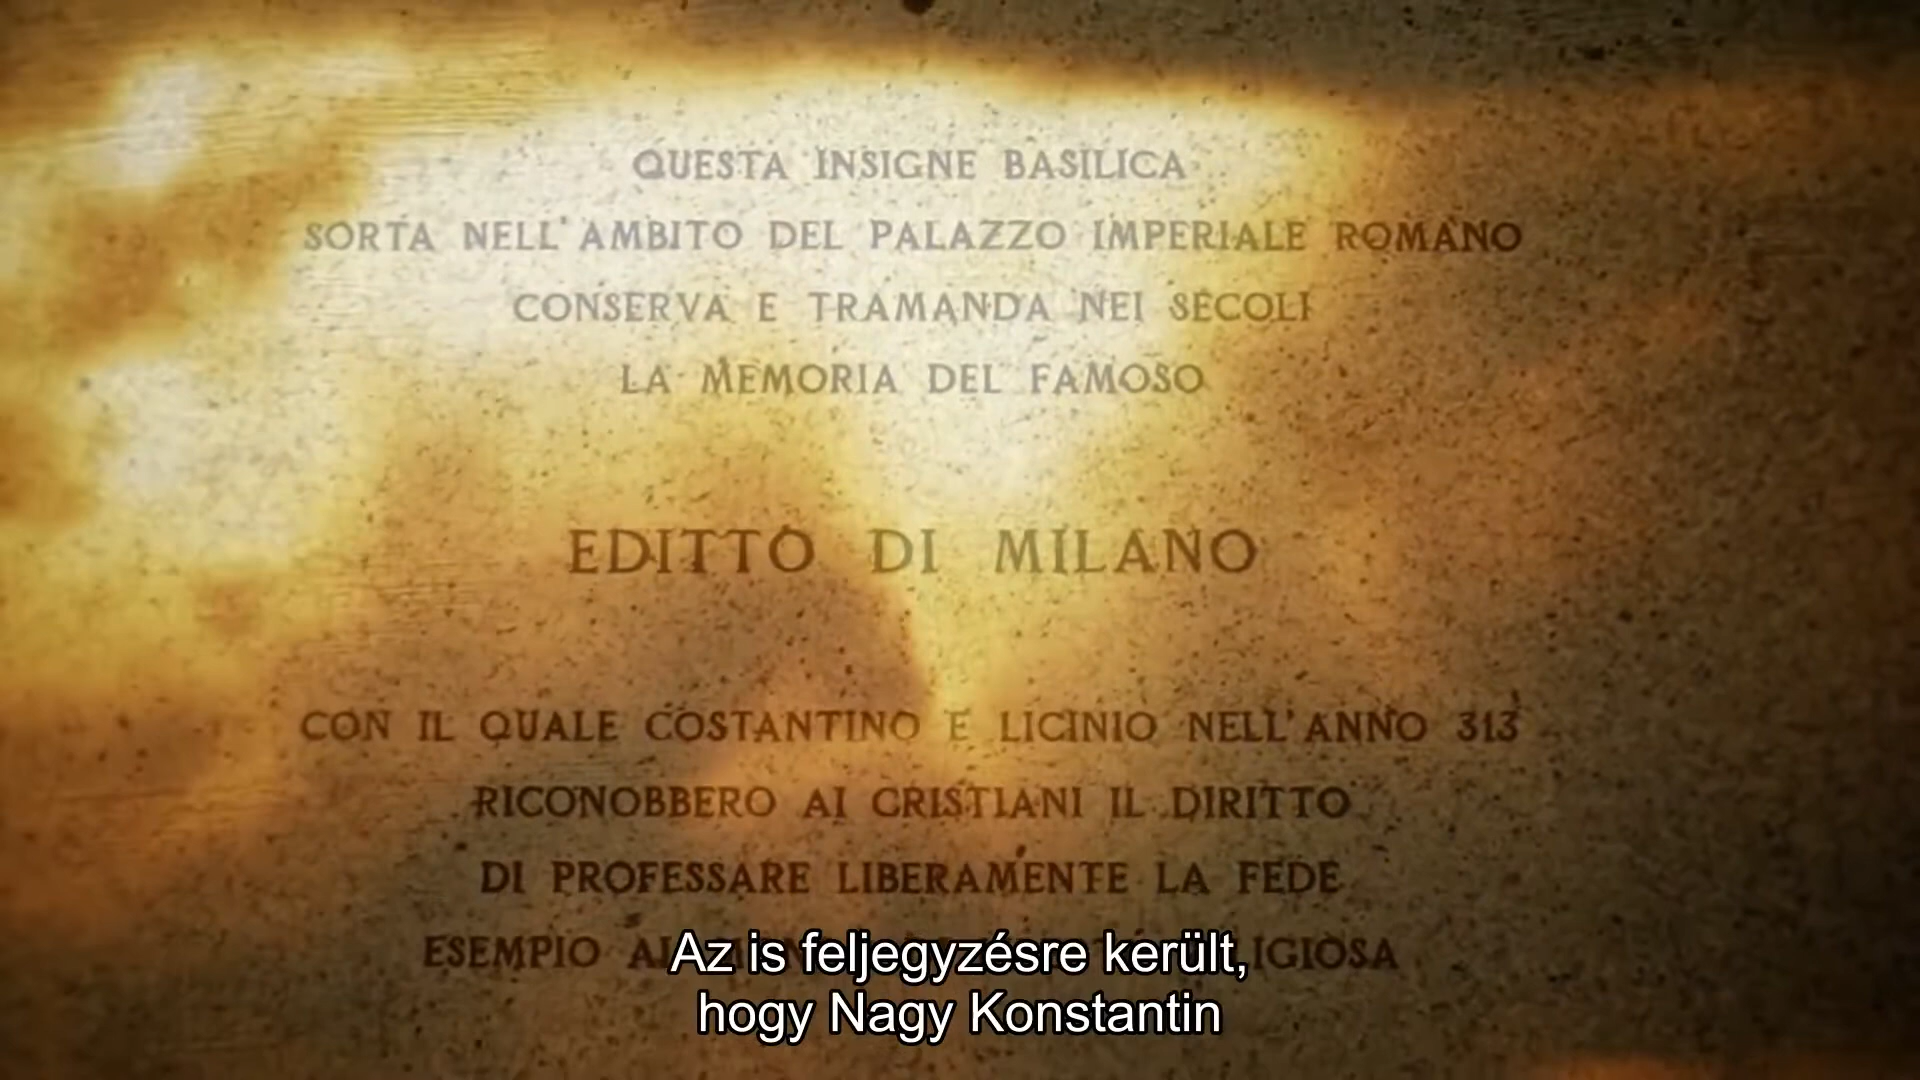 QUESTA INSIGNE BASILICA
SORTA NELL'AMBITO DEL PALAZZO IMPERIALE ROMANO
CONSERVA E TRAMANDA NEI SECOLI
LA MEMORIA DEL FAMOSO
EDITTO DI MILANO
CON IL QUALE COSTANTINO E LICINIO NELL'ANNO 313
RICONOBBERO AI CRISTIANI IL DIRITTO
DI PROFESSARE LIBERAMENTE LA FEDE
ESEMPIO
Az is feljegyzésre került,
hogy Nagy Konstantin